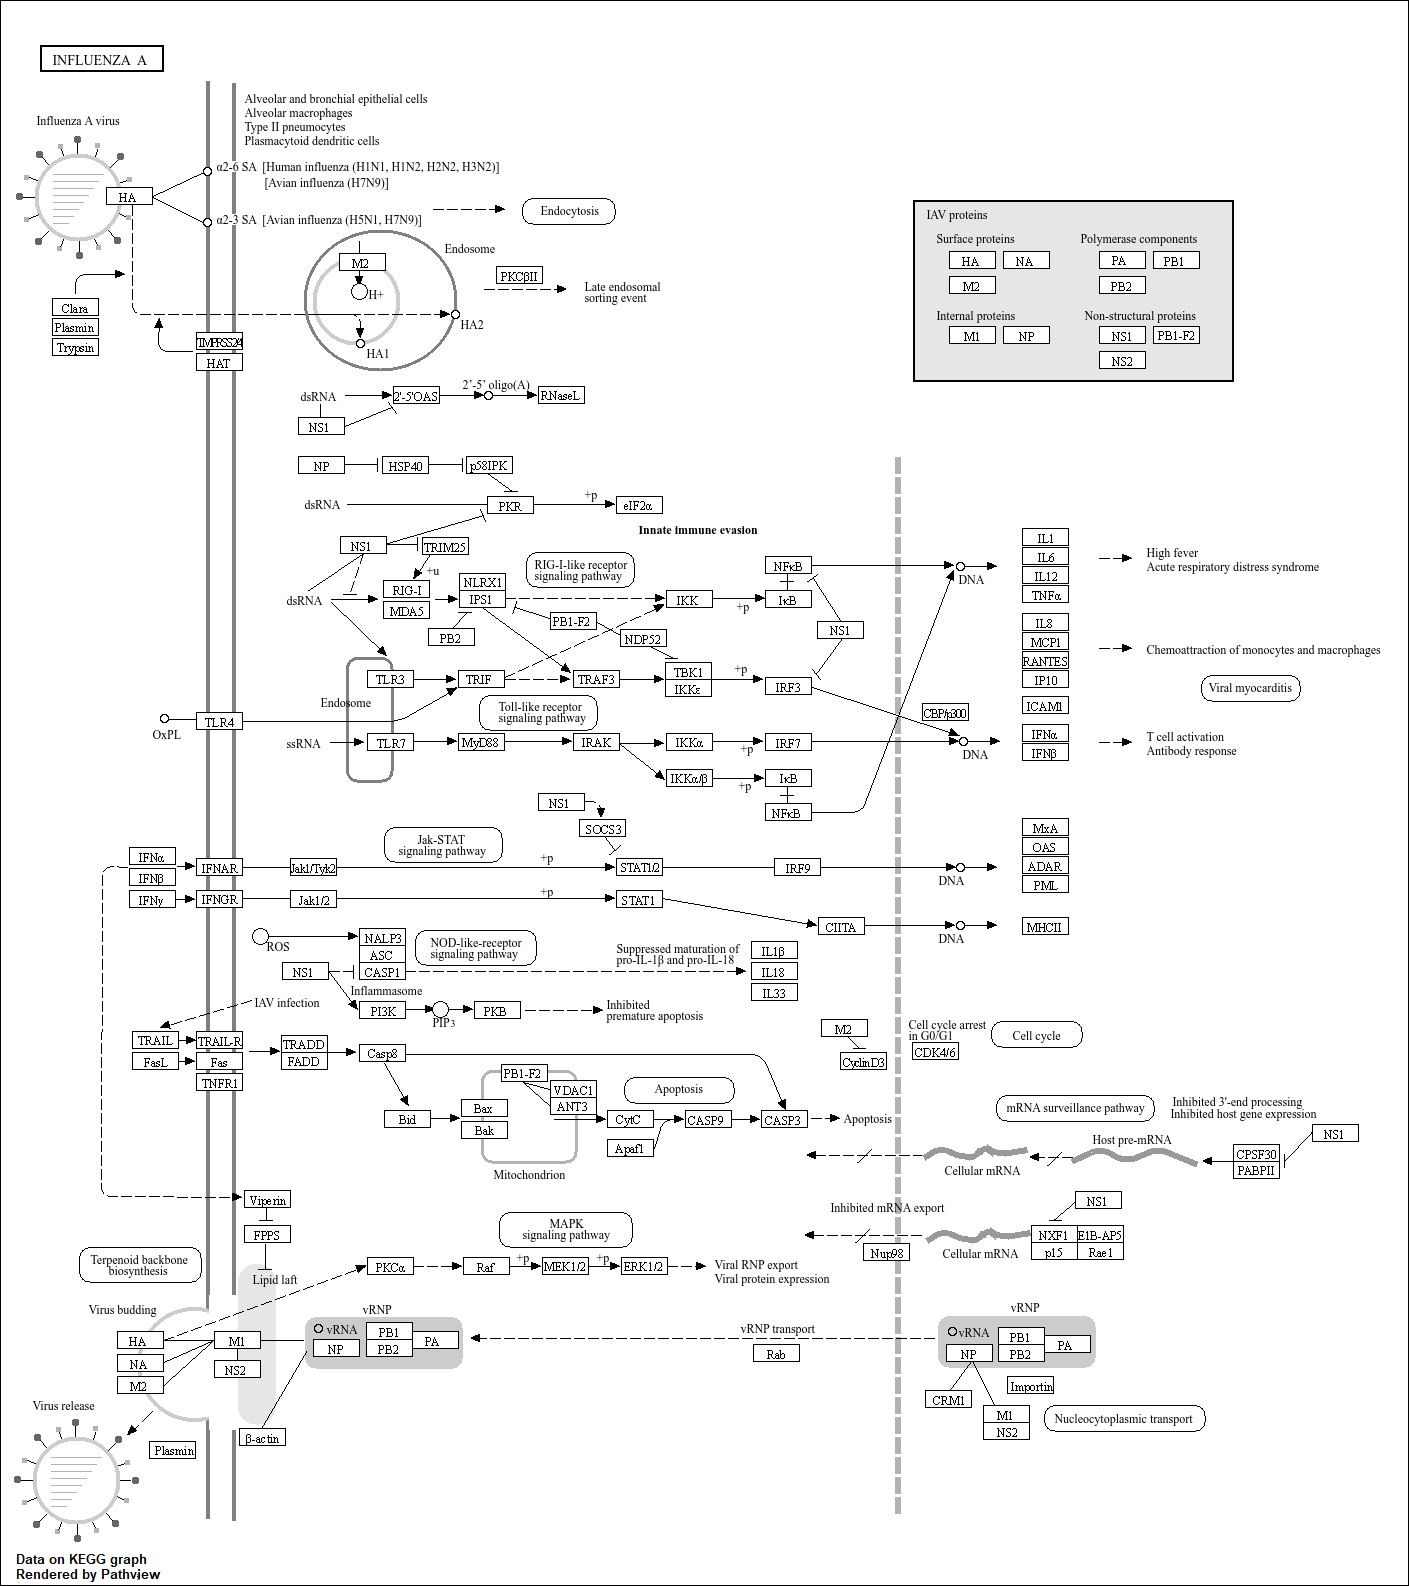 INFLUENZA A
Alveolar and bronchial epithelial cells
Alveolar macrophages
Type II pneumocytes
Plasmacytoid dendritic cells
Influenza A virus
HA
α2-6 SA [Human influenza (H1N1, H1N2, H2N2, H3N2)]
[Avian influenza (H7N9)]
α2-3 SA [Avian influenza (H5N1, H7N9)]
Endocytosis
Endosome
M2
H+
HA2
HA1
PKCβII
Late endosomal
sorting event
Clara
Plasmin
Trypsin
HAT
IAV proteins
Surface proteins
Polymerase components
HA
NA
PA
PB1
M2
PB2
Internal proteins
Non-structural proteins
M1
NP
NS1
PB1-F2
NS2
dsRNA
2'-5'OAS
2'-5' oligo(A)
RNaseL
NS1
NP
HSP40
p58IPK
dsRNA
PKR
+p
eIF2α
Innate immune evasion
NS1
TRIM25
+u
RIG-I-like receptor
signaling pathway
NFκB
DNA
dsRNA
RIG-I
MDA5
NLRX1
IPS1
IKK
+p
IκB
PB2
PB1-F2
NDP52
NS1
IL1
IL6
IL12
TNFα
High fever
Acute respiratory distress syndrome
IL8
MCP1
RANTES
IP10
Chemoattraction of monocytes and macrophages
Viral myocarditis
ICAM1
IFNα
IFNβ
T cell activation
Antibody response
TLR3
TRIF
TRAF3
TBK1
IKKε
+p
IRF3
Endosome
Toll-like receptor
signaling pathway
CBP/p300
OxPL
TLR4
ssRNA
TLR7
MyD88
IRAK
IKKα
+p
IRF7
DNA
IKKα/β
+p
IκB
NFκB
NS1
SOCS3
Jak-STAT
signaling pathway
IFNα
IFNβ
IFNAR
Jak1/Tyk2
+p
STAT1/2
IRF9
DNA
MxA
OAS
ADAR
PML
IFNγ
IFNGR
Jak1/2
+p
STAT1
CIITA
DNA
MHCII
ROS
NALP3
ASC
CASP1
NOD-like-receptor
signaling pathway
Suppressed maturation of
pro-IL-1β and pro-IL-18
IL1β
IL18
IL33
NS1
Inflammasome
IAV infection
PI3K
PIP3
PKB
Inhibited
premature apoptosis
M2
CyclinD3
Cell cycle arrest
in G0/G1
CDK4/6
Cell cycle
TRAIL
TRAIL-R
FasL
Fas
TNFR1
TRADD
FADD
Casp8
PB1-F2
VDAC1
ANT3
Apoptosis
Bid
Bax
Bak
CytC
CASP9
CASP3
Apoptosis
Apaf1
Mitochondrion
mRNA surveillance pathway
Inhibited 3'-end processing
Inhibited host gene expression
NS1
Host pre-mRNA
CPSF30
PABPII
Cellular mRNA
Viperin
FPPS
Lipid laft
Terpenoid backbone
biosynthesis
MAPK
signaling pathway
Inhibited mRNA export
NS1
Nup98
Cellular mRNA
NXF1
E1B-AP5
p15
Rae1
PKCα
Raf
+p
MEK1/2
+p
ERK1/2
Viral RNP export
Viral protein expression
Virus budding
HA
NA
M2
M1
NS2
vRNP
vRNA
NP
PB1
PB2
PA
vRNP transport
Rab
vRNP
vRNA
NP
PB1
PB2
PA
CRM1
Importin
M1
NS2
Nucleocytoplasmic transport
β-actin
Virus release
Plasmin
Data on KEGG graph
Rendered by Pathview